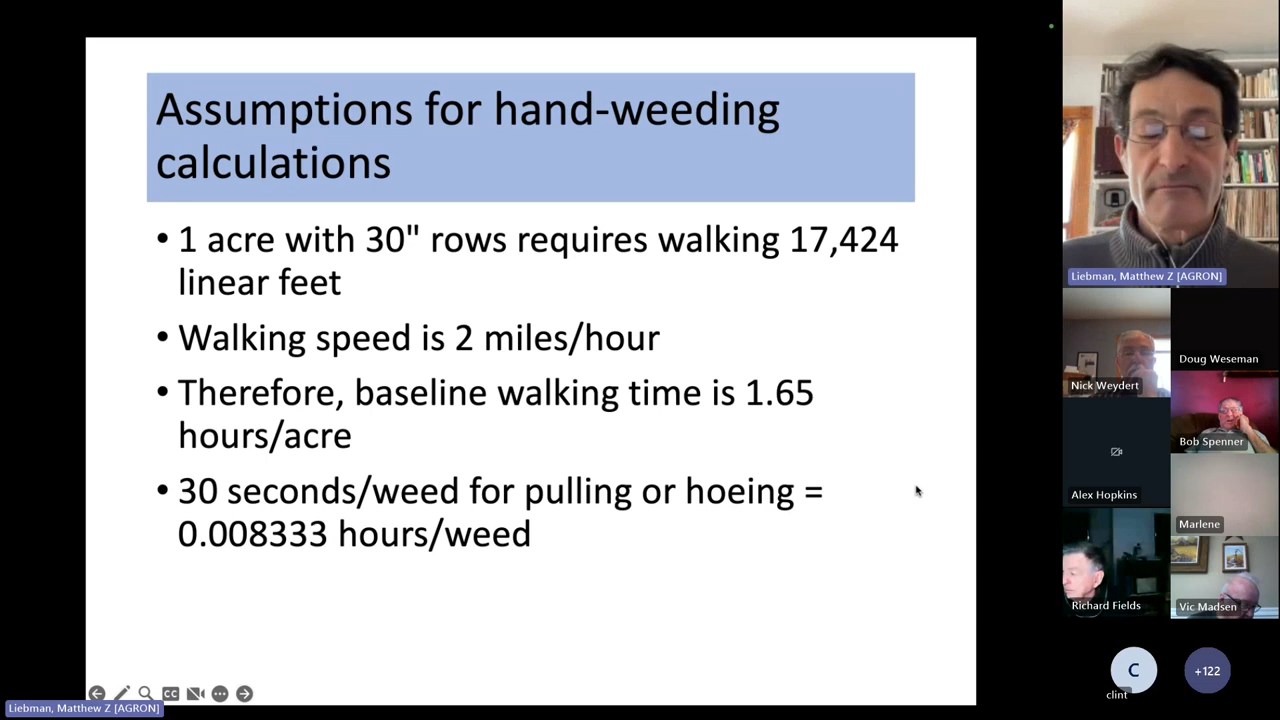 Assumptions for hand-weeding
calculations
• 1 acre with 30" rows requires walking 17,424
linear feet
• Walking speed is 2 miles/hour
• Therefore, baseline walking time is 1.65
hours/acre
• 30 seconds/weed for pulling or hoeing =
0.008333 hours/weed
Liebman, Matthew Z [AGRON]
Liebman, Matthew Z [AGRON]
Nick Weydert
Doug Weseman
Bob Spenner
Alex Hopkins
Marlene
Richard Fields
Vic Madsen
C
clint
+122
CC